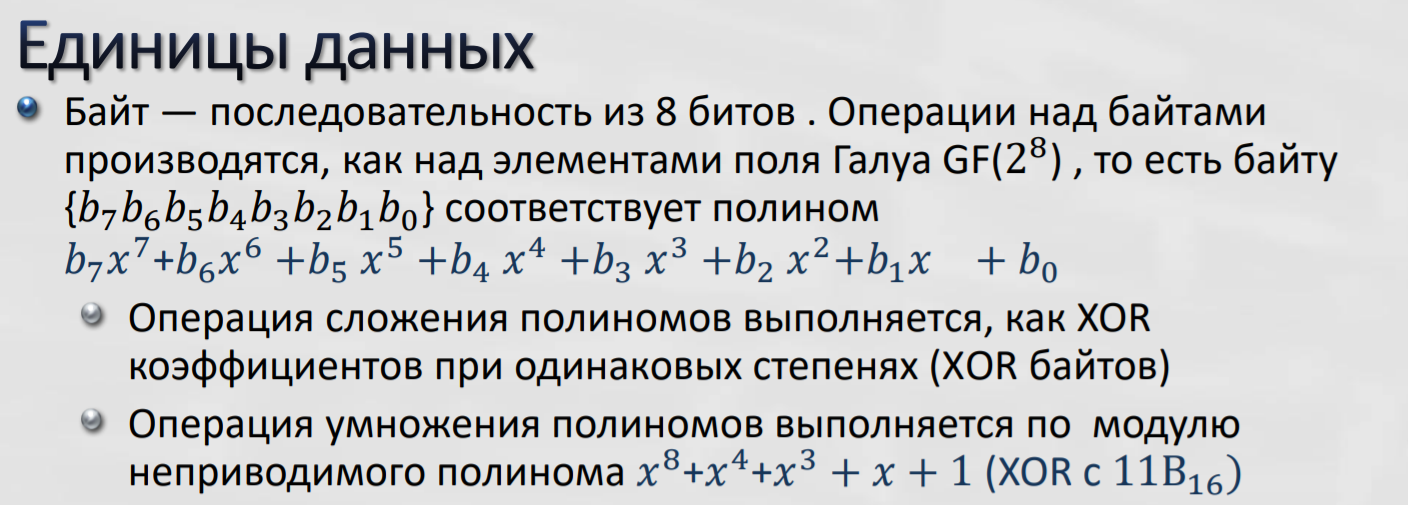 Единицы данных
Байт — последовательность из 8 битов . Операции над байтами
производятся, как над элементами поля Галуа GF(2⁸) , то есть байту
{b₇b₆b₅b₄b₃b₂b₁b₀} соответствует полином
b₇x⁷+b₆x⁶ +b₅ x⁵ +b₄ x⁴ +b₃ x³ +b₂ x²+b₁x + b₀
Операция сложения полиномов выполняется, как XOR
коэффициентов при одинаковых степенях (XOR байтов)
Операция умножения полиномов выполняется по модулю
неприводимого полинома x⁸+x⁴+x³ + x + 1 (XOR с 11B₁₆)